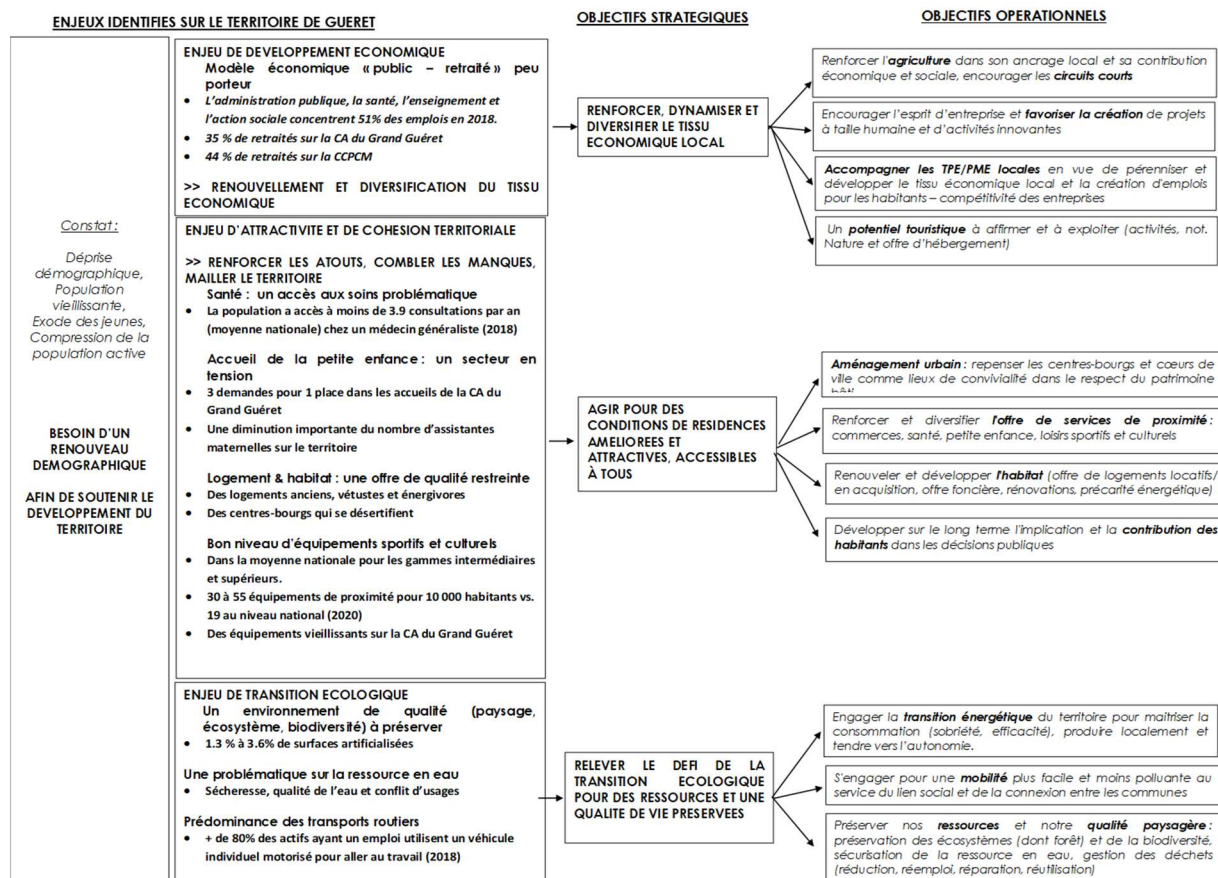 ENJEUX IDENTIFIES SUR LE TERRITOIRE DE GUERET
OBJECTIFS STRATEGIQUES
OBJECTIFS OPERATIONNELS
Constat :
Déprise
démographique,
Population
vieillissante,
Exode des jeunes,
Compression de la
population active
BESOIN D'UN
RENOUVEAU
DEMOGRAPHIQUE
AFIN DE SOUTENIR LE
DEVELOPPEMENT DU
TERRITOIRE
ENJEU DE DEVELOPPEMENT ECONOMIQUE
Modèle économique « public – retraité » peu
porteur
• L'administration publique, la santé, l'enseignement et
l'action sociale concentrent 51% des emplois en 2018.
• 35 % de retraités sur la CA du Grand Guéret
• 44 % de retraités sur la CCPCM
>> RENOUVELLEMENT ET DIVERSIFICATION DU TISSU
ECONOMIQUE
RENFORCER, DYNAMISER ET
DIVERSIFIER LE TISSU
ECONOMIQUE LOCAL
Renforcer l'agriculture dans son ancrage local et sa contribution
économique et sociale, encourager les circuits courts
Encourager l'esprit d'entreprise et favoriser la création de projets
à taille humaine et d'activités innovantes
Accompagner les TPE/PME locales en vue de pérenniser et
développer le tissu économique local et la création d'emplois
pour les habitants – compétitivité des entreprises
Un potentiel touristique à affirmer et à exploiter (activités, not.
Nature et offre d'hébergement)
ENJEU D'ATTRACTIVITE ET DE COHESION TERRITORIALE
>> RENFORCER LES ATOUTS, COMBLER LES MANQUES,
MAILLER LE TERRITOIRE
Santé : un accès aux soins problématique
• La population a accès à moins de 3.9 consultations par an
(moyenne nationale) chez un médecin généraliste (2018)
Accueil de la petite enfance : un secteur en
tension
• 3 demandes pour 1 place dans les accueils de la CA du
Grand Guéret
• Une diminution importante du nombre d'assistantes
maternelles sur le territoire
Logement & habitat : une offre de qualité restreinte
• Des logements anciens, vétustes et énergivores
• Des centres-bourgs qui se désertifient
Bon niveau d'équipements sportifs et culturels
• Dans la moyenne nationale pour les gammes intermédiaires
et supérieurs.
• 30 à 55 équipements de proximité pour 10 000 habitants vs.
19 au niveau national (2020)
• Des équipements vieillissants sur la CA du Grand Guéret
AGIR POUR DES
CONDITIONS DE RESIDENCES
AMELIOREES ET
ATTRACTIVES, ACCESSIBLES
À TOUS
Aménagement urbain : repenser les centres-bourgs et cœurs de
ville comme lieux de convivialité dans le respect du patrimoine
Renforcer et diversifier l'offre de services de proximité :
commerces, santé, petite enfance, loisirs sportifs et culturels
Renouveler et développer l'habitat (offre de logements locatifs/
en acquisition, offre foncière, rénovations, précarité énergétique)
Développer sur le long terme l'implication et la contribution des
habitants dans les décisions publiques
ENJEU DE TRANSITION ECOLOGIQUE
Un environnement de qualité (paysage,
écosystème, biodiversité) à préserver
• 1.3 % à 3.6% de surfaces artificialisées
Une problématique sur la ressource en eau
• Sécheresse, qualité de l'eau et conflit d'usages
Prédominance des transports routiers
• + de 80% des actifs ayant un emploi utilisent un véhicule
individuel motorisé pour aller au travail (2018)
RELEVER LE DEFI DE LA
TRANSITION ECOLOGIQUE
POUR DES RESSOURCES ET UNE
QUALITE DE VIE PRESERVEES
Engager la transition énergétique du territoire pour maitriser la
consommation (sobriété, efficacité), produire localement et
tendre vers l'autonomie.
S'engager pour une mobilité plus facile et moins polluante au
service du lien social et de la connexion entre les communes
Préserver nos ressources et notre qualité paysagère :
préservation des écosystèmes (dont forêt) et de la biodiversité,
sécurisation de la ressource en eau, gestion des déchets
(réduction, réemploi, réparation, réutilisation)